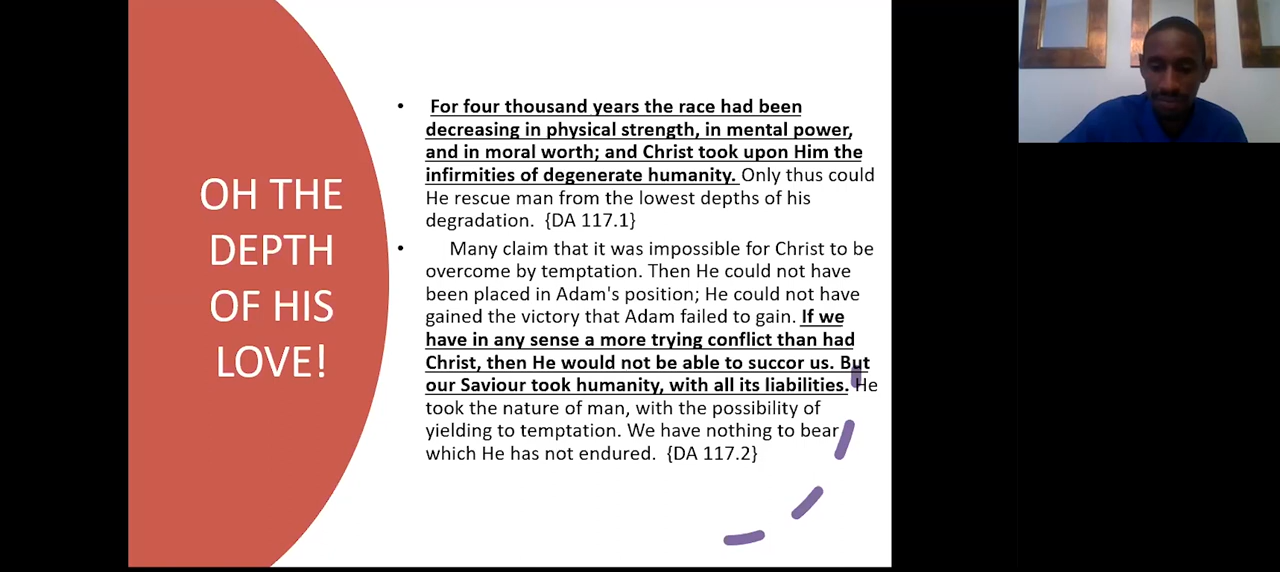 OH THE
DEPTH
OF HIS
LOVE!
• For four thousand years the race had been
decreasing in physical strength, in mental power,
and in moral worth; and Christ took upon Him the
infirmities of degenerate humanity. Only thus could
He rescue man from the lowest depths of his
degradation. {DA 117.1}
• Many claim that it was impossible for Christ to be
overcome by temptation. Then He could not have
been placed in Adam's position; He could not have
gained the victory that Adam failed to gain. If we
have in any sense a more trying conflict than had
Christ, then He would not be able to succor us. But
our Saviour took humanity, with all its liabilities. He
took the nature of man, with the possibility of
yielding to temptation. We have nothing to bear
which He has not endured. {DA 117.2}